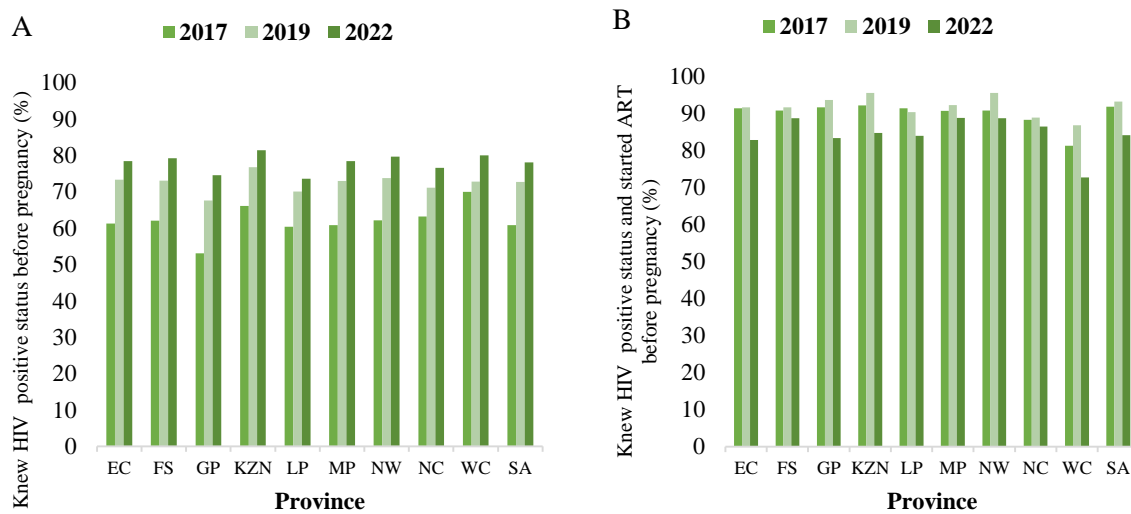 A
2017 2019 2022
Knew HIV positive status before pregnancy (%)
100
90
80
70
60
50
40
30
20
10
0
EC FS GP KZN LP MP NW NC WC SA
Province
B
2017 2019 2022
Knew HIV positive status and started ART
before pregnancy (%)
100
90
80
70
60
50
40
30
20
10
0
EC FS GP KZN LP MP NW NC WC SA
Province